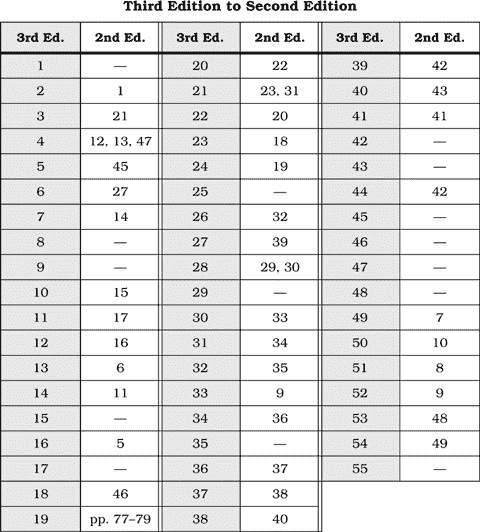 Third Edition to Second Edition
3rd Ed. 2nd Ed. 3rd Ed. 2nd Ed. 3rd Ed. 2nd Ed.
1 — 20 22 39 42
2 1 21 23, 31 40 43
3 21 22 20 41 41
4 12, 13, 47 23 18 42 —
5 45 24 19 43 —
6 27 25 — 44 42
7 14 26 32 45 —
8 — 27 39 46 —
9 — 28 29, 30 47 —
10 15 29 — 48 —
11 17 30 33 49 7
12 16 31 34 50 10
13 6 32 35 51 8
14 11 33 9 52 9
15 — 34 36 53 48
16 5 35 — 54 49
17 — 36 37 55 —
18 46 37 38
19 pp. 77–79 38 40